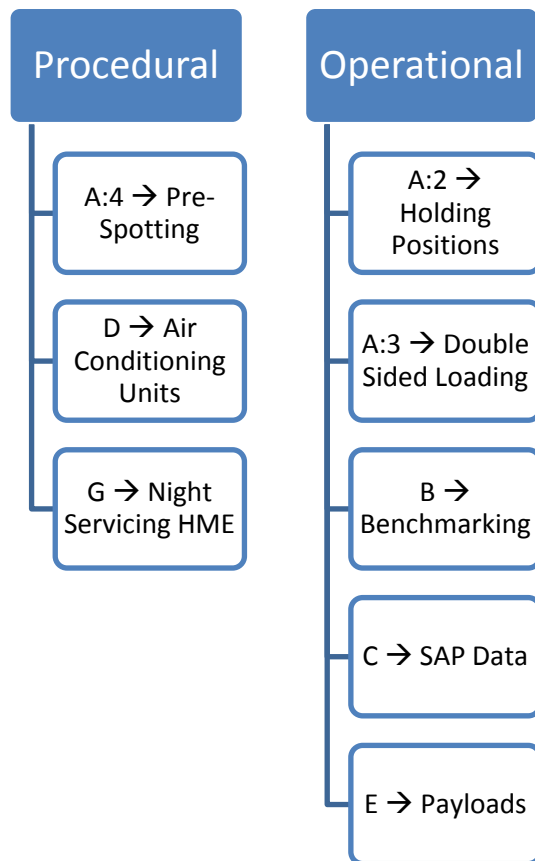 Procedural
A:4 → Pre-
Spotting
D → Air
Conditioning
Units
G → Night
Servicing HME
Operational
A:2 →
Holding
Positions
A:3 → Double
Sided Loading
B →
Benchmarking
C → SAP Data
E → Payloads